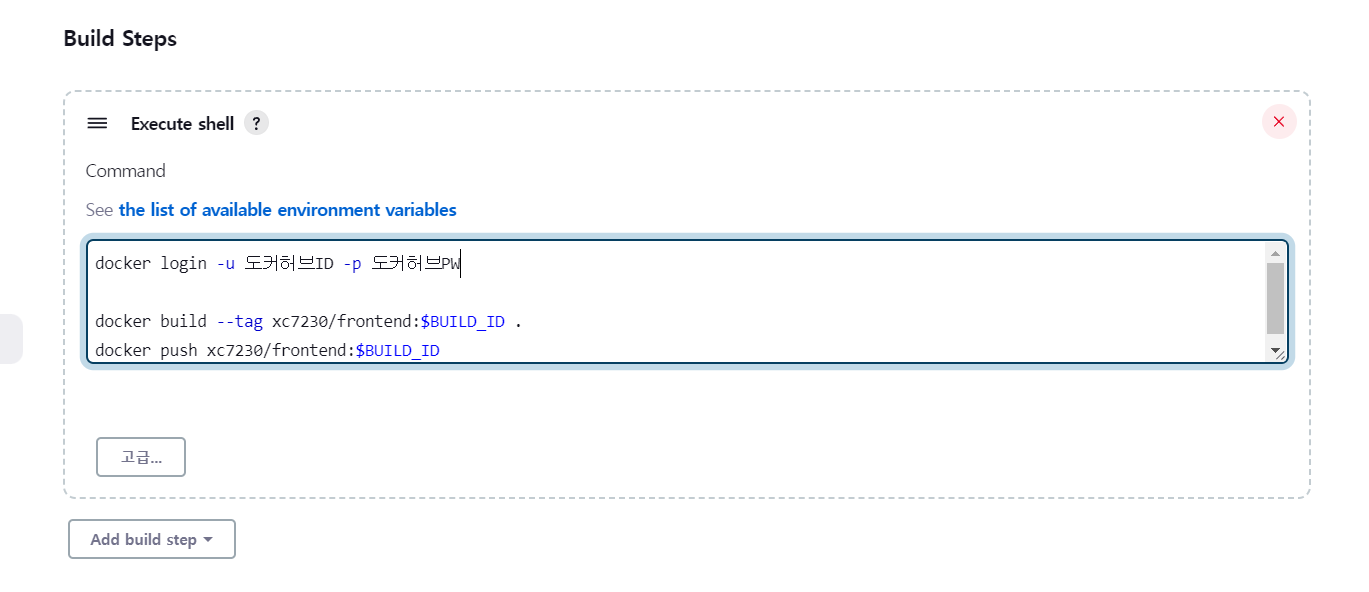 Build Steps
Execute shell ?
Command
See the list of available environment variables
docker login -u 도커허브ID -p 도커허브PW
docker build --tag xc7230/frontend:$BUILD_ID .
docker push xc7230/frontend:$BUILD_ID
고급...
Add build step